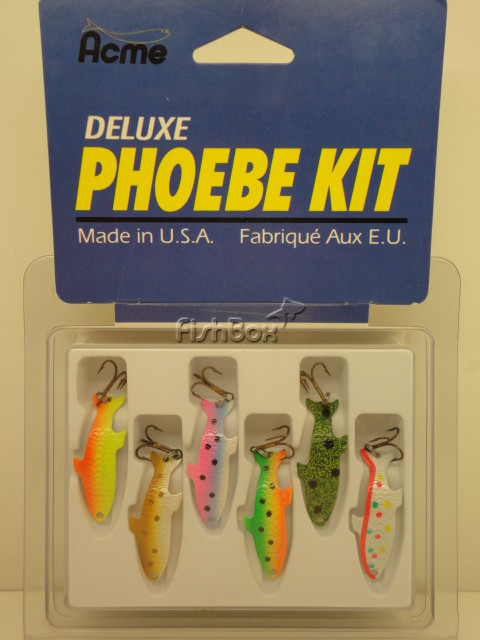 Acme
DELUXE
PHOEBE KIT
Made in U.S.A. Fabriqué Aux E.U.
FishBox